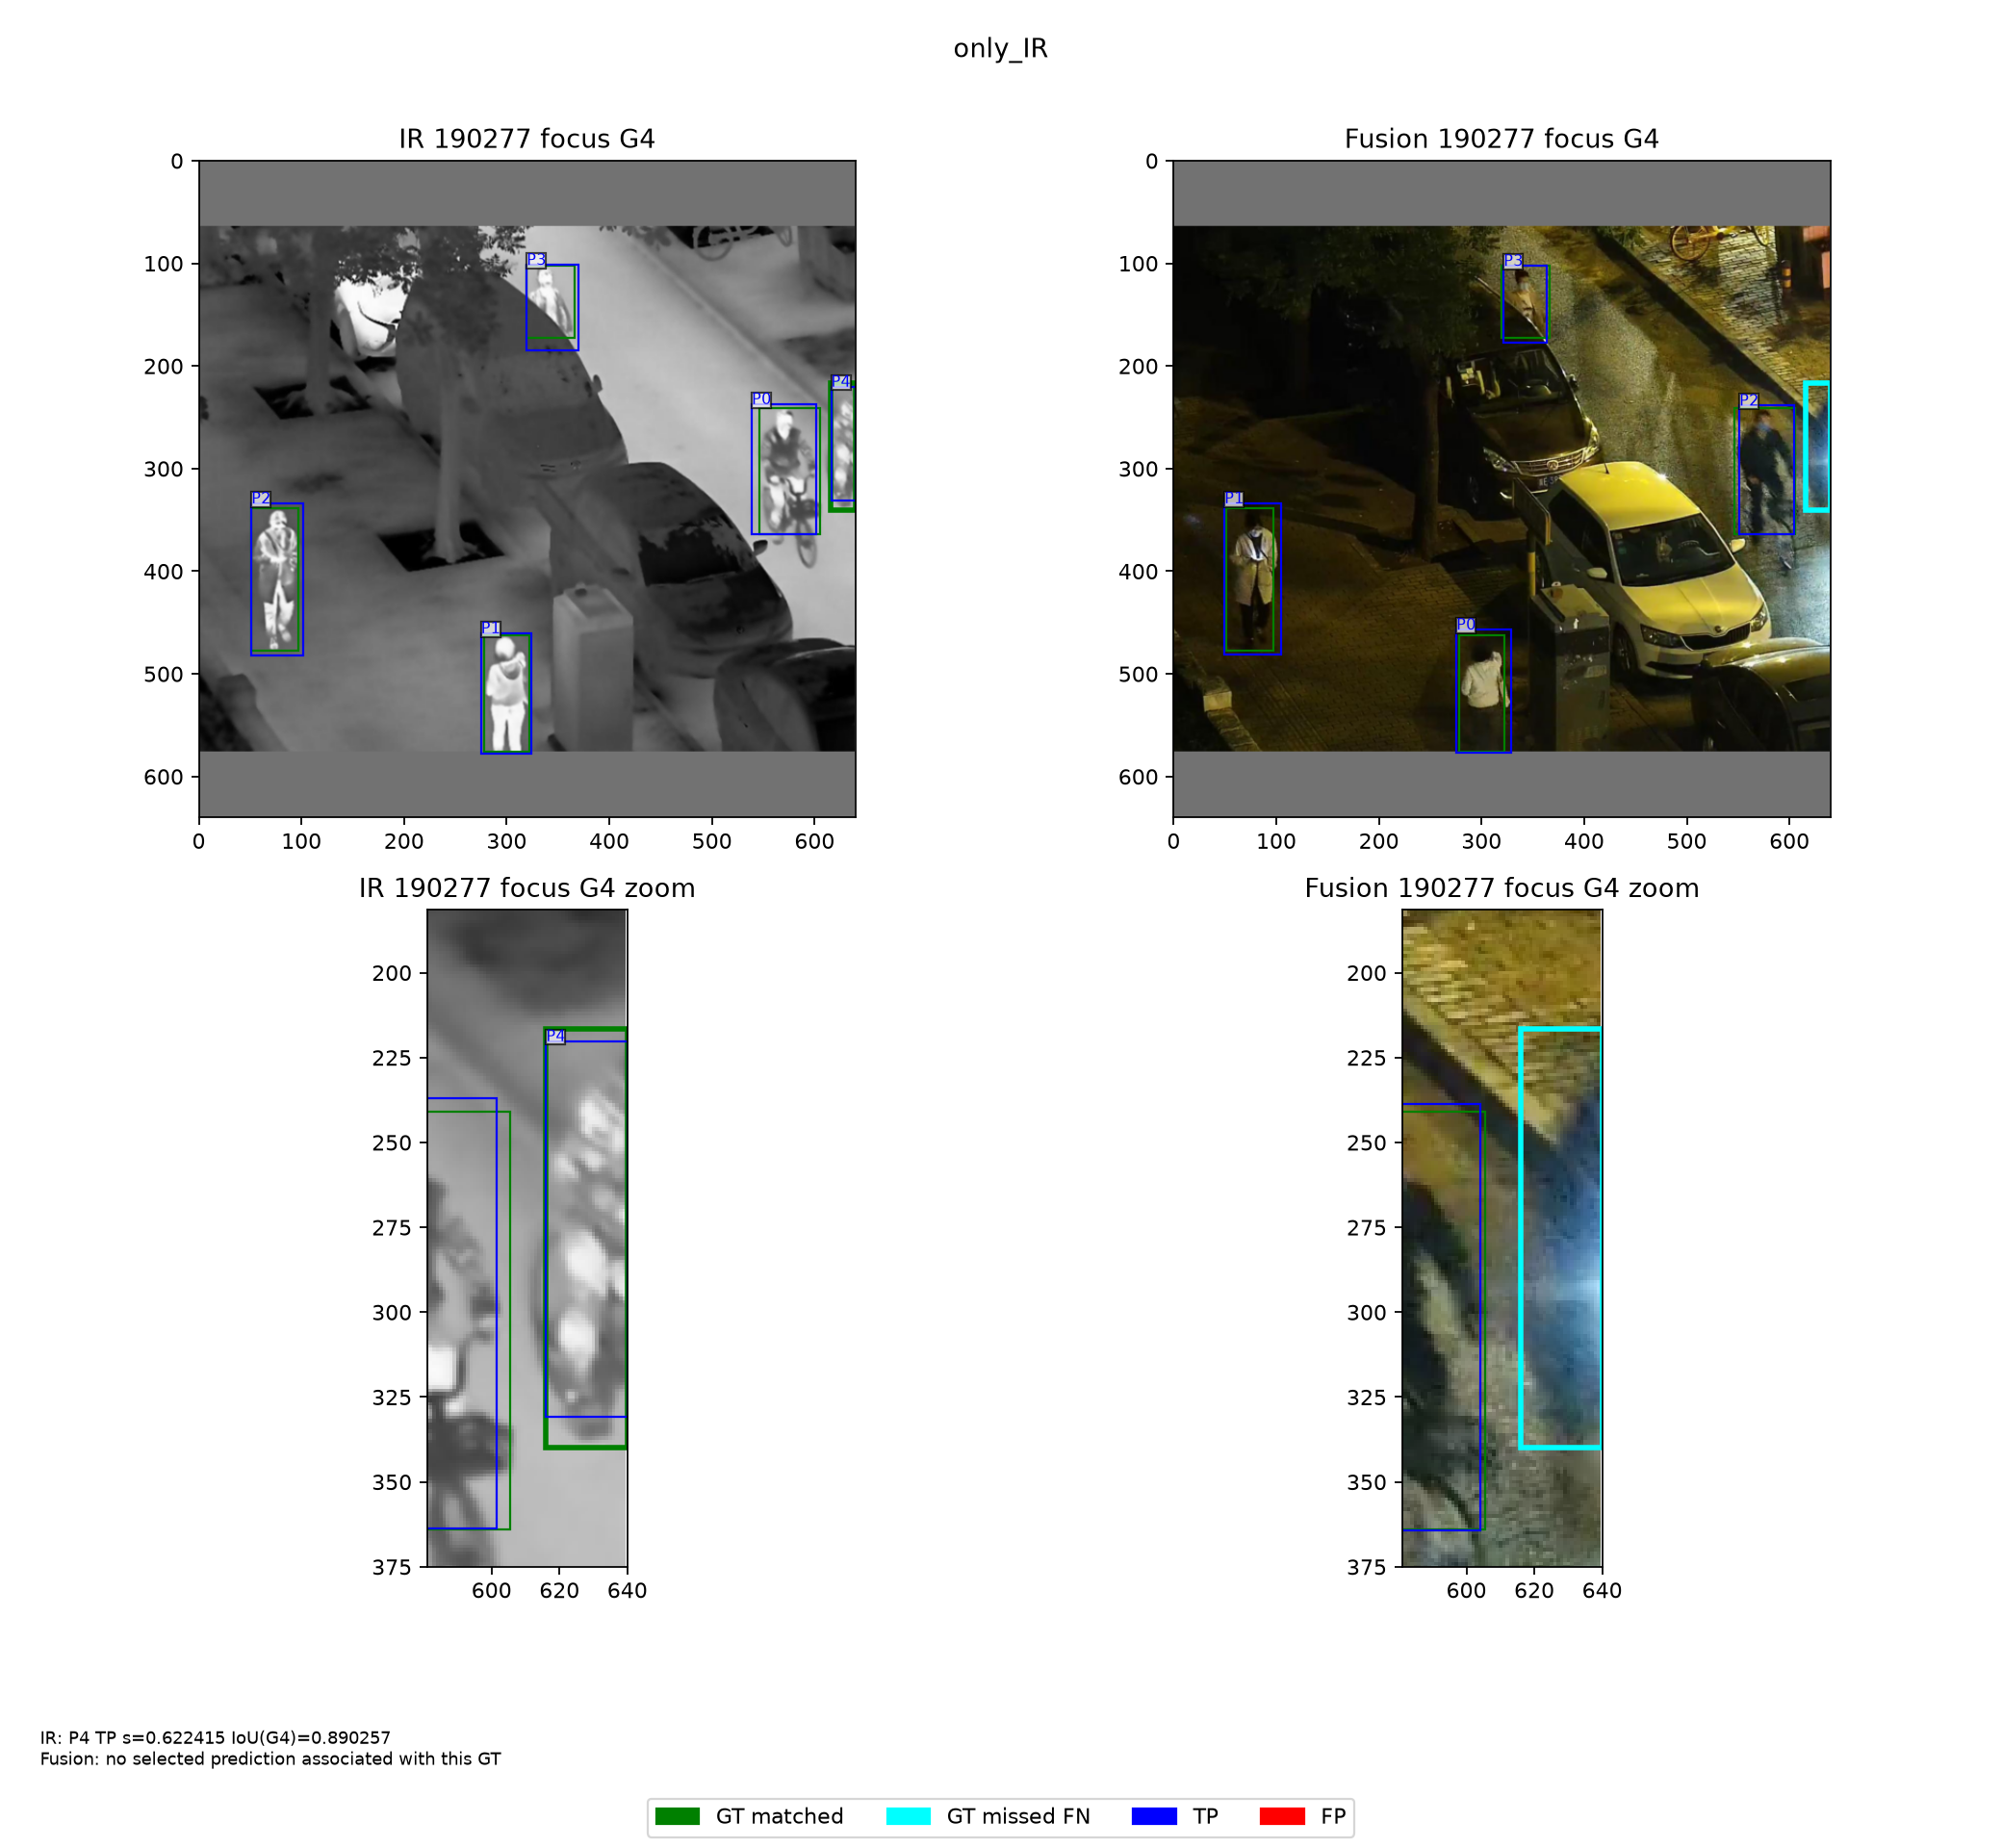 only_IR
IR 190277 focus G4
Fusion 190277 focus G4
0
100
200
300
400
500
600
0
100
200
300
400
500
600
P3
P4
P0
P2
P1
0
100
200
300
400
500
600
0
100
200
300
400
500
600
P3
P2
P1
P0
IR 190277 focus G4 zoom
Fusion 190277 focus G4 zoom
200
225
250
275
300
325
350
375
600
620
640
P4
200
225
250
275
300
325
350
375
600
620
640
IR: P4 TP s=0.622415 IoU(G4)=0.890257
Fusion: no selected prediction associated with this GT
GT matched
GT missed FN
TP
FP